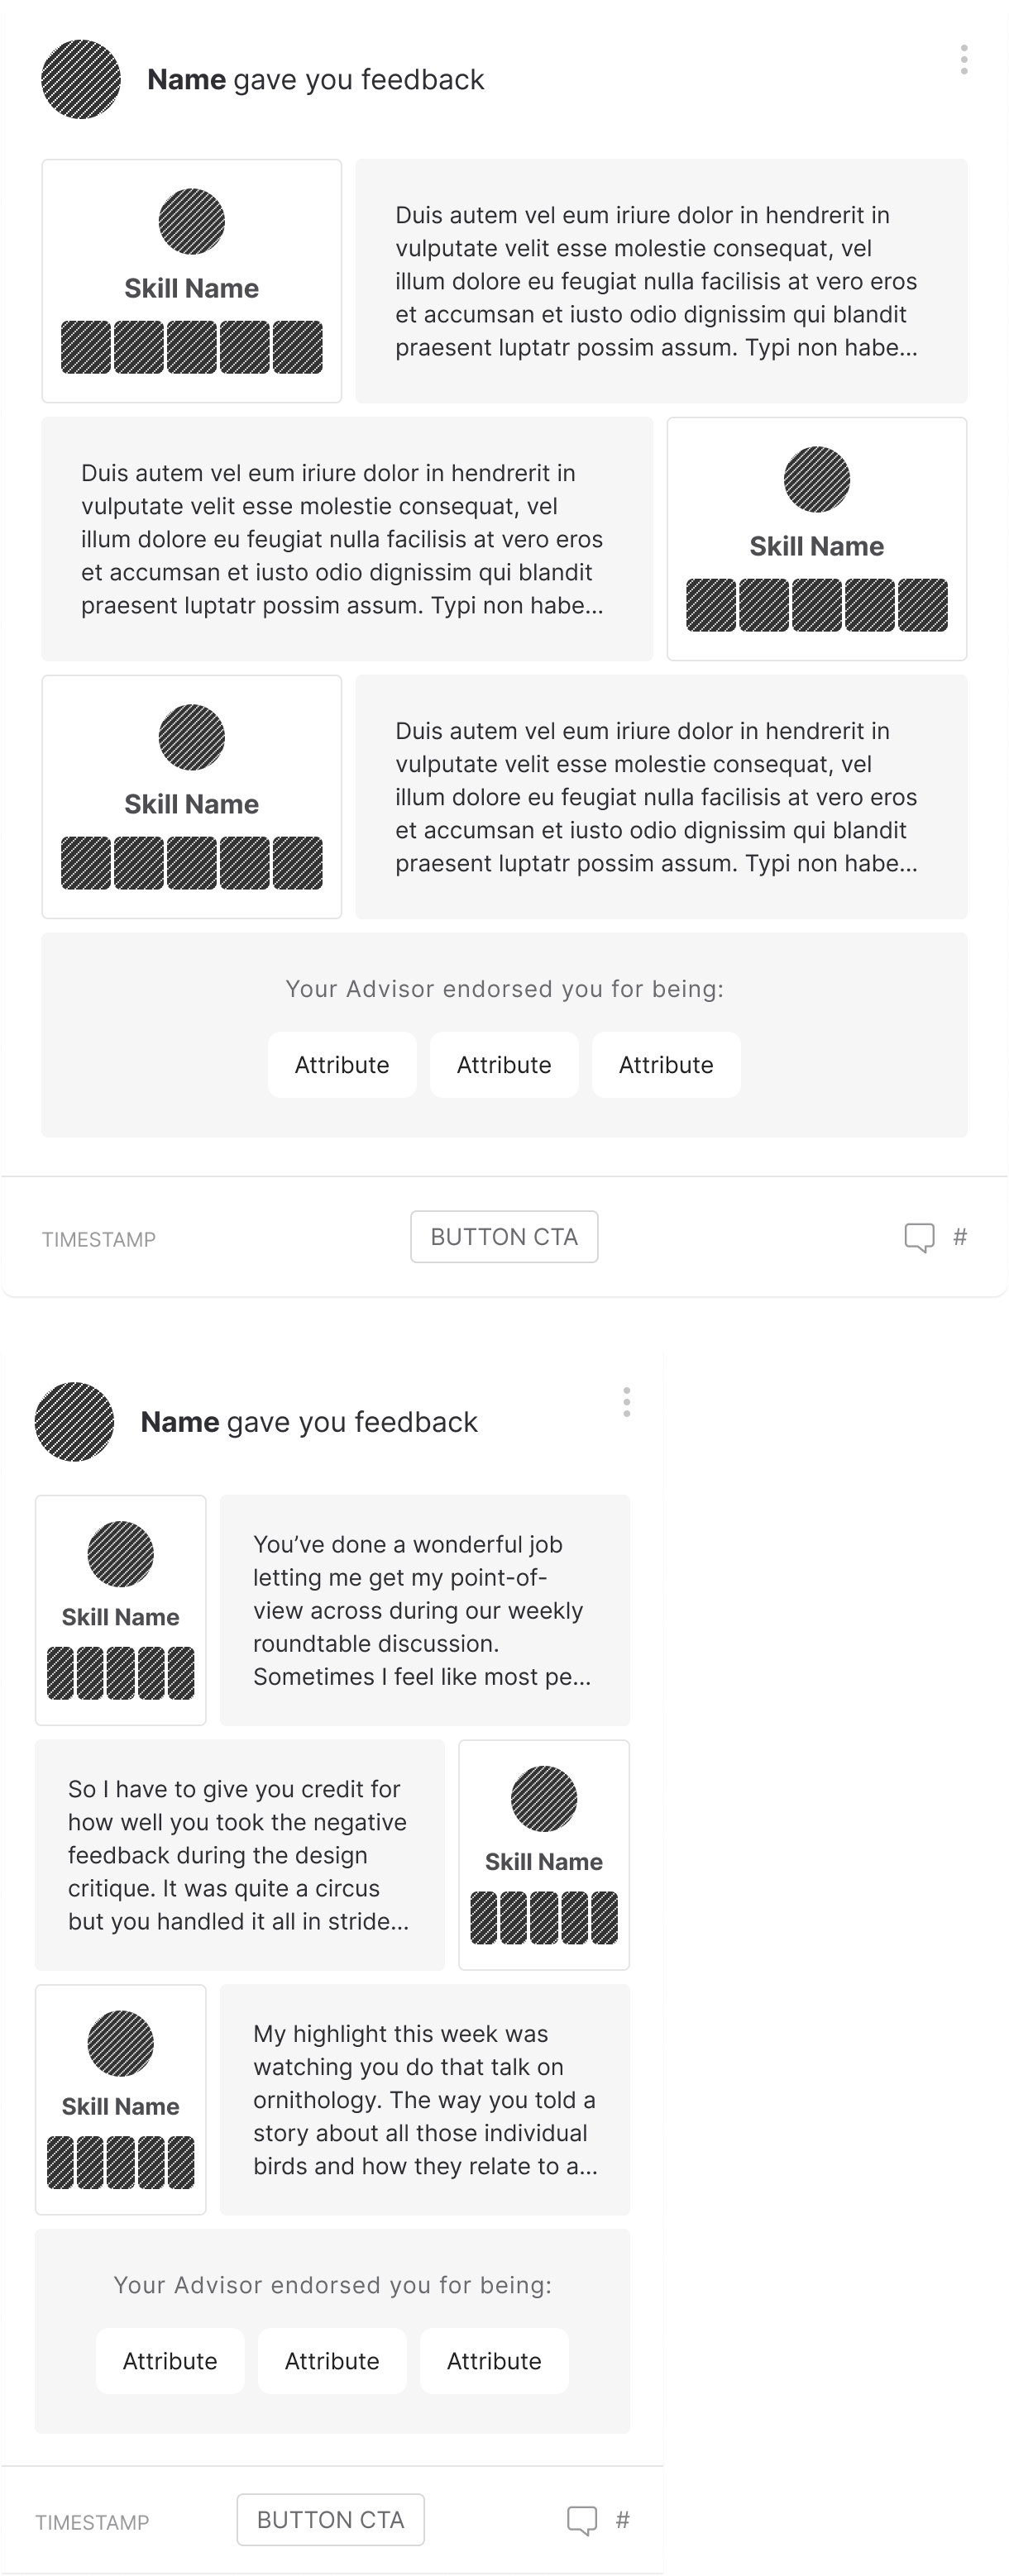 Name gave you feedback
Skill Name
Duis autem vel eum iriure dolor in hendrerit in
vulputate velit esse molestie consequat, vel
illum dolore eu feugiat nulla facilisis at vero eros
et accumsan et iusto odio dignissim qui blandit
praesent luptatr possim assum. Typi non habe...
Duis autem vel eum iriure dolor in hendrerit in
vulputate velit esse molestie consequat, vel
illum dolore eu feugiat nulla facilisis at vero eros
et accumsan et iusto odio dignissim qui blandit
praesent luptatr possim assum. Typi non habe...
Skill Name
Skill Name
Duis autem vel eum iriure dolor in hendrerit in
vulputate velit esse molestie consequat, vel
illum dolore eu feugiat nulla facilisis at vero eros
et accumsan et iusto odio dignissim qui blandit
praesent luptatr possim assum. Typi non habe...
Your Advisor endorsed you for being:
Attribute Attribute Attribute
TIMESTAMP BUTTON CTA #
Name gave you feedback
Skill Name
You’ve done a wonderful job
letting me get my point-of-
view across during our weekly
roundtable discussion.
Sometimes I feel like most pe...
So I have to give you credit for
how well you took the negative
feedback during the design
critique. It was quite a circus
but you handled it all in stride...
Skill Name
Skill Name
My highlight this week was
watching you do that talk on
ornithology. The way you told a
story about all those individual
birds and how they relate to a...
Your Advisor endorsed you for being:
Attribute Attribute Attribute
TIMESTAMP BUTTON CTA #